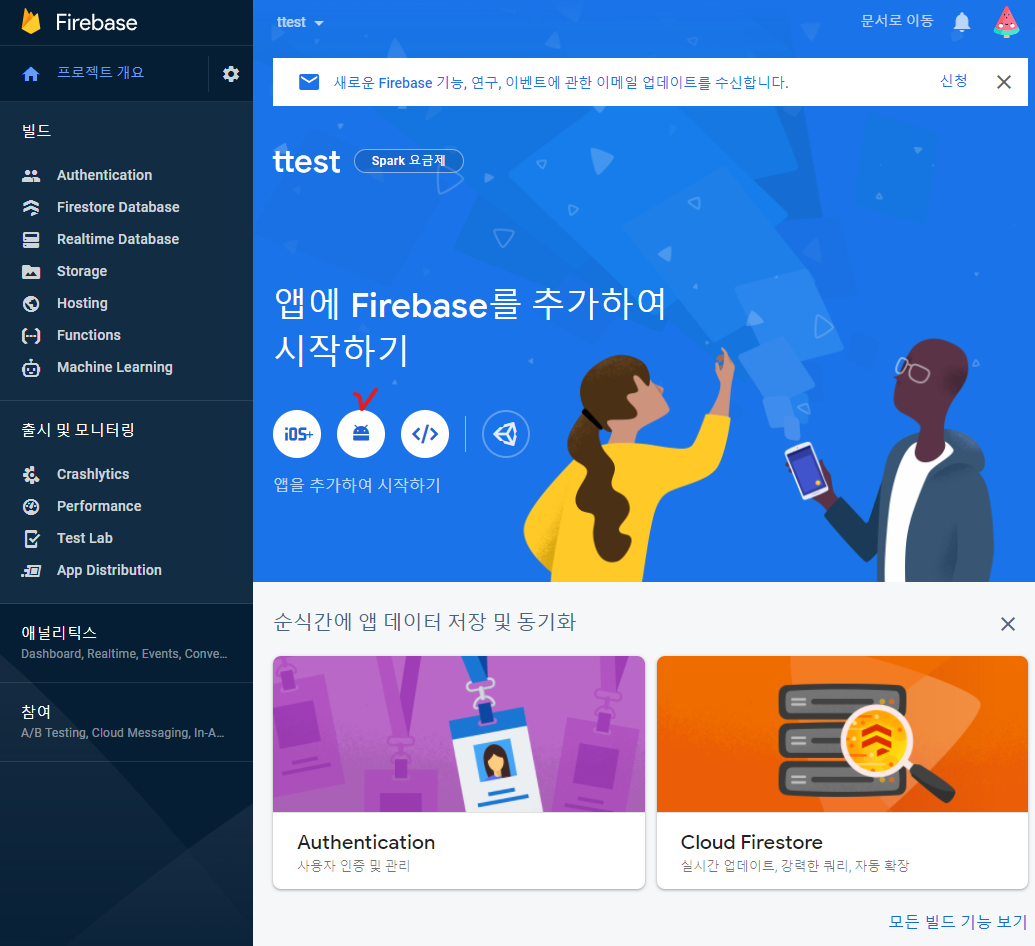 Firebase
프로젝트 개요
빌드
Authentication
Firestore Database
Realtime Database
Storage
Hosting
Functions
Machine Learning
출시 및 모니터링
Crashlytics
Performance
Test Lab
App Distribution
애널리틱스
Dashboard, Realtime, Events, Conve...
참여
A/B Testing, Cloud Messaging, In-A...
ttest
문서로 이동
새로운 Firebase 기능, 연구, 이벤트에 관한 이메일 업데이트를 수신합니다.
신청
ttest
Spark 요금제
앱에 Firebase를 추가하여
시작하기
iOS+
앱을 추가하여 시작하기
순식간에 앱 데이터 저장 및 동기화
Authentication
사용자 인증 및 관리
Cloud Firestore
실시간 업데이트, 강력한 쿼리, 자동 확장
모든 빌드 기능 보기